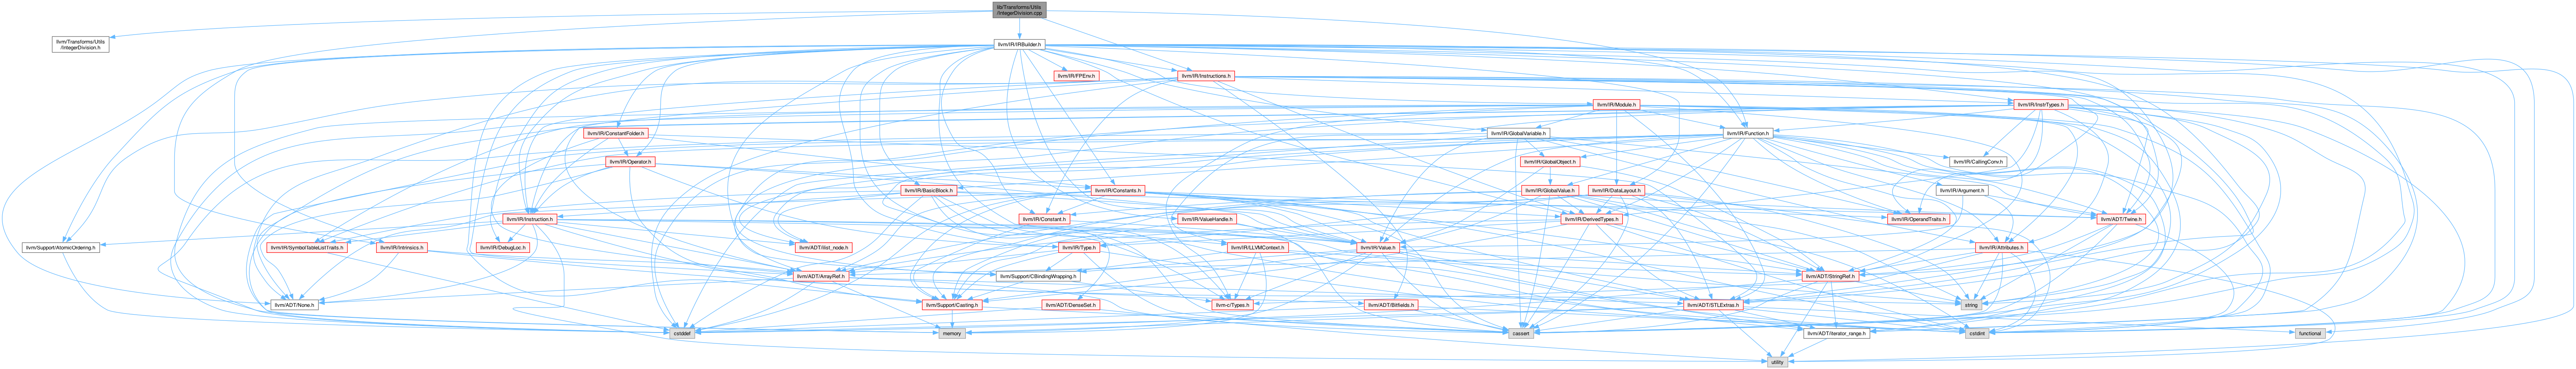 lib/Transforms/Utils
/IntegerDivision.cpp
llvm/Transforms/Utils
/IntegerDivision.h
llvm/IR/IRBuilder.h
llvm/IR/FPEnv.h
llvm/IR/Instructions.h
llvm/IR/Module.h
llvm/IR/InstrTypes.h
llvm/IR/ConstantFolder.h
llvm/IR/GlobalVariable.h
llvm/IR/Function.h
llvm/IR/Operator.h
llvm/IR/GlobalObject.h
llvm/IR/CallingConv.h
llvm/IR/BasicBlock.h
llvm/IR/Constants.h
llvm/IR/GlobalValue.h
llvm/IR/DataLayout.h
llvm/IR/Argument.h
llvm/IR/Instruction.h
llvm/IR/Constant.h
llvm/IR/ValueHandle.h
llvm/IR/DerivedTypes.h
llvm/IR/OperandTraits.h
llvm/ADT/Twine.h
llvm/Support/AtomicOrdering.h
llvm/IR/SymbolTableListTraits.h
llvm/IR/Intrinsics.h
llvm/IR/DebugLoc.h
llvm/ADT/ilist_node.h
llvm/IR/Type.h
llvm/IR/LLVMContext.h
llvm/IR/Value.h
llvm/IR/Attributes.h
llvm/ADT/ArrayRef.h
llvm/Support/CBindingWrapping.h
llvm/ADT/StringRef.h
llvm/ADT/None.h
llvm/Support/Casting.h
llvm/ADT/DenseSet.h
llvm-c/Types.h
llvm/ADT/Bitfields.h
llvm/ADT/STLExtras.h
string
cstddef
memory
cassert
llvm/ADT/iterator_range.h
cstdint
functional
utility